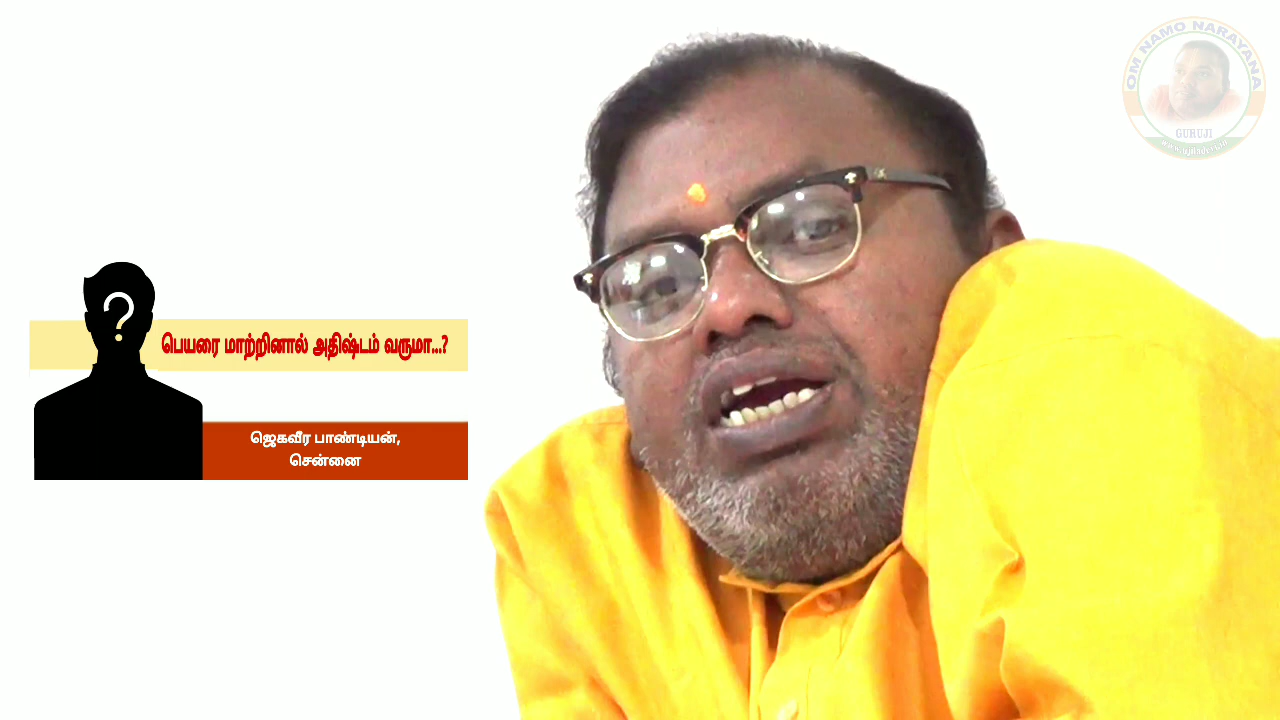 பெயரை மாற்றினால் அதிஷ்டம் வருமா...?
ஜெகவீர பாண்டியன்,
சென்னை
OM NAMO NARAYANA
GURUJI
?